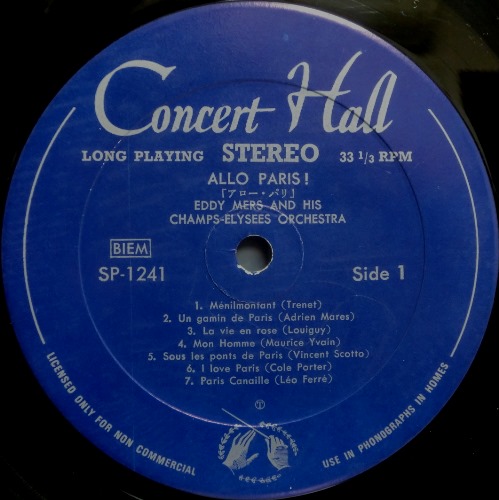 Concert Hall
LONG PLAYING STEREO 33 1/3 RPM
ALLO PARIS!
『アロー・パリ』
EDDY MERS AND HIS
CHAMPS-ELYSEES ORCHESTRA
BIEM
SP-1241
Side 1
1. Ménilmontant (Trenet)
2. Un gamin de Paris (Adrien Mares)
3. La vie en rose (Louiguy)
4. Mon Homme (Maurice Yvain)
5. Sous les ponts de Paris (Vincent Scotto)
6. I love Paris (Cole Porter)
7. Paris Canaille (Léo Ferré)
LICENSED ONLY FOR NON COMMERCIAL
USE IN PHONOGRAPHS IN HOMES